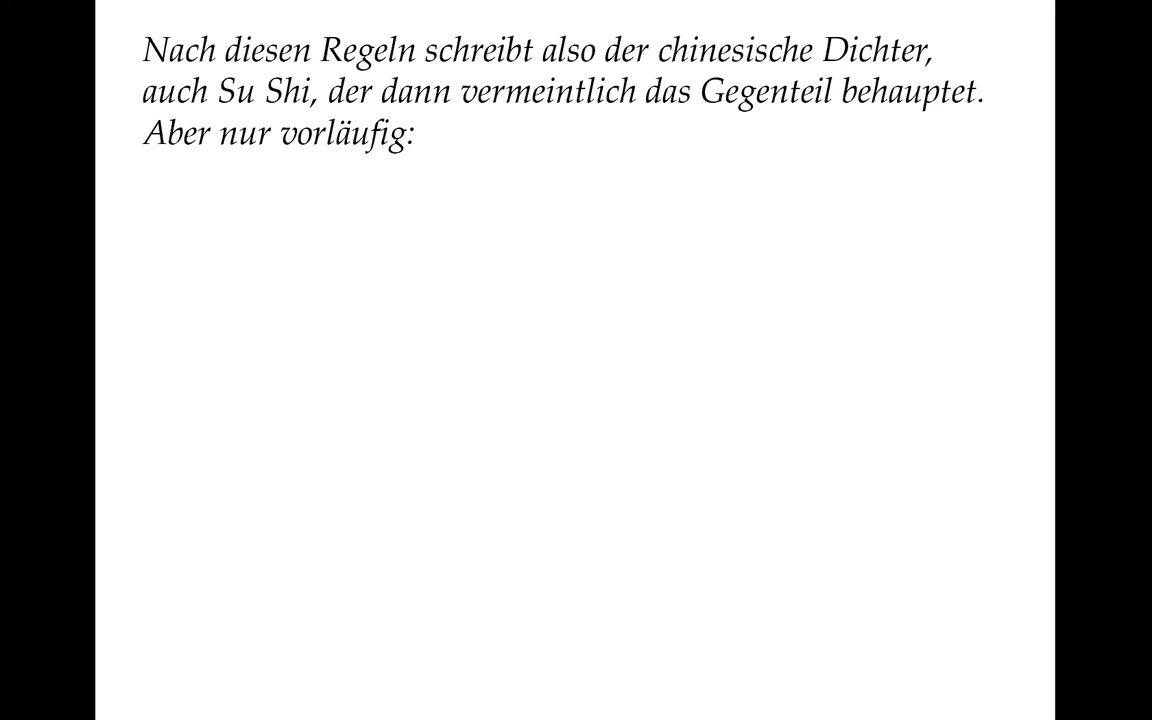 Nach diesen Regeln schreibt also der chinesische Dichter,
auch Su Shi, der dann vermeintlich das Gegenteil behauptet.
Aber nur vorläufig: